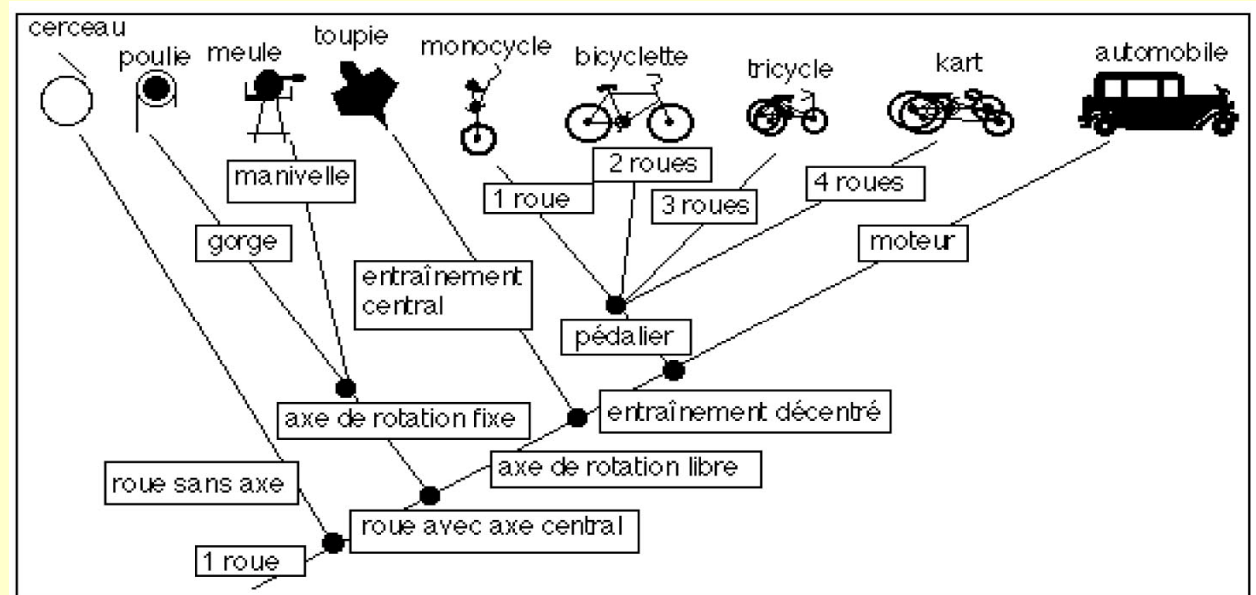 cerceau
poulie
meule
toupie
monocycle
bicyclette
tricycle
kart
automobile
manivelle
1 roue
2 roues
3 roues
4 roues
gorge
moteur
entraînement
central
pédalier
axe de rotation fixe
entraînement décentré
roue sans axe
axe de rotation libre
roue avec axe central
1 roue